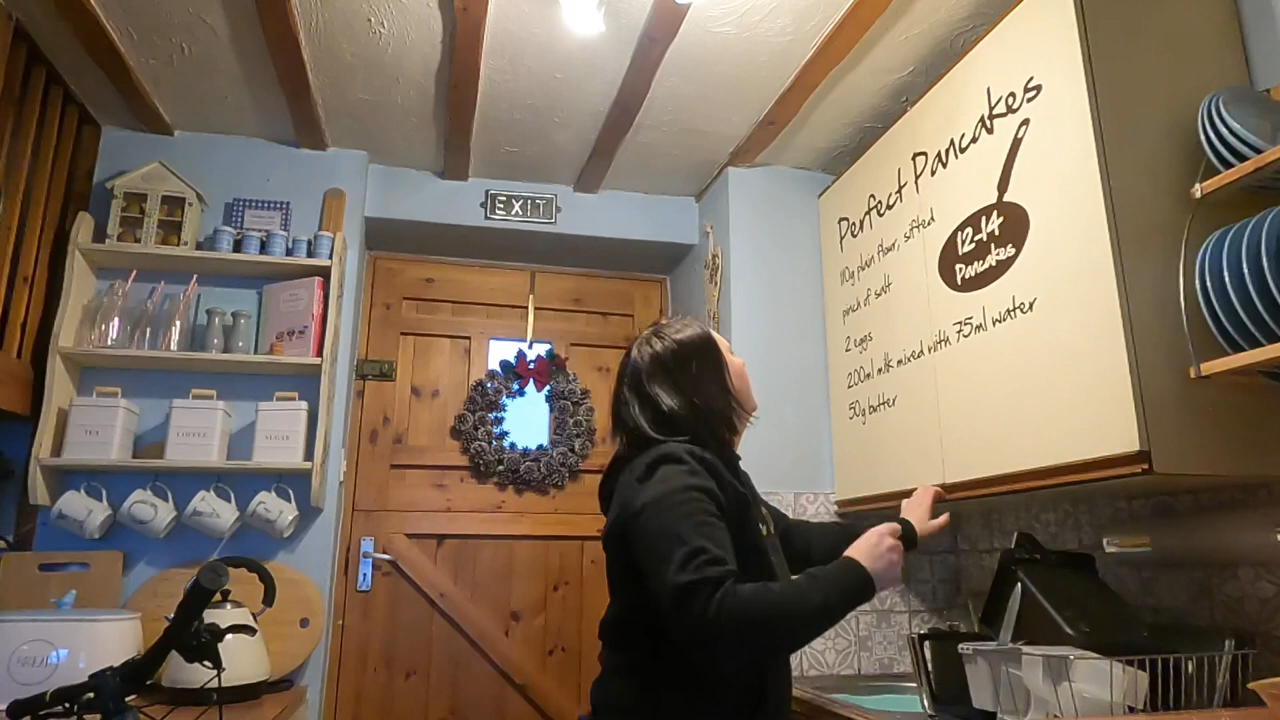 EXIT
Perfect Pancakes
110g plain flour, sifted
pinch of salt
2 eggs
200ml milk mixed with 75ml water
50g butter
12-14
Pancakes
TEA
COFFEE
SUGAR
BREAD